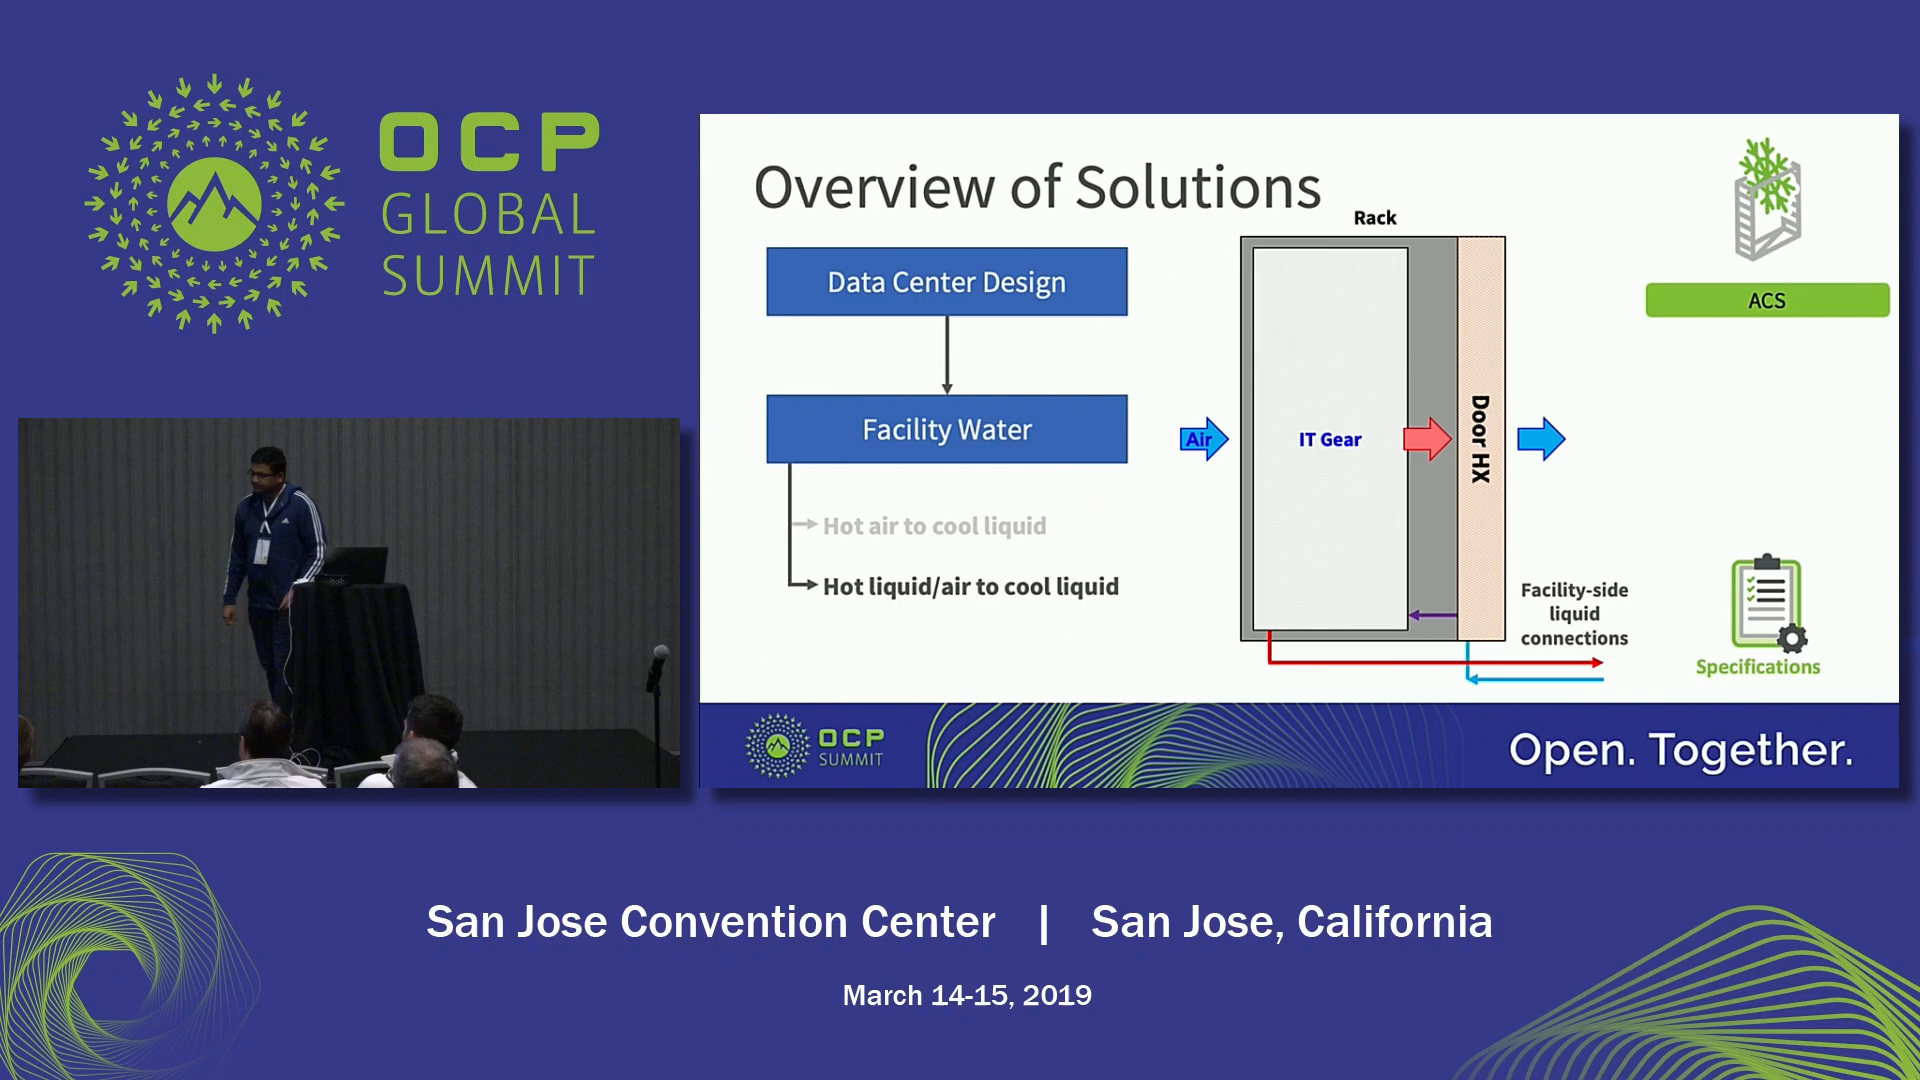 OCP
GLOBAL
SUMMIT
Overview of Solutions
Data Center Design
Facility Water
Hot air to cool liquid
Hot liquid/air to cool liquid
Rack
Air
IT Gear
Door HX
Facility-side
liquid
connections
ACS
Specifications
OCP
SUMMIT
Open. Together.
San Jose Convention Center | San Jose, California
March 14-15, 2019